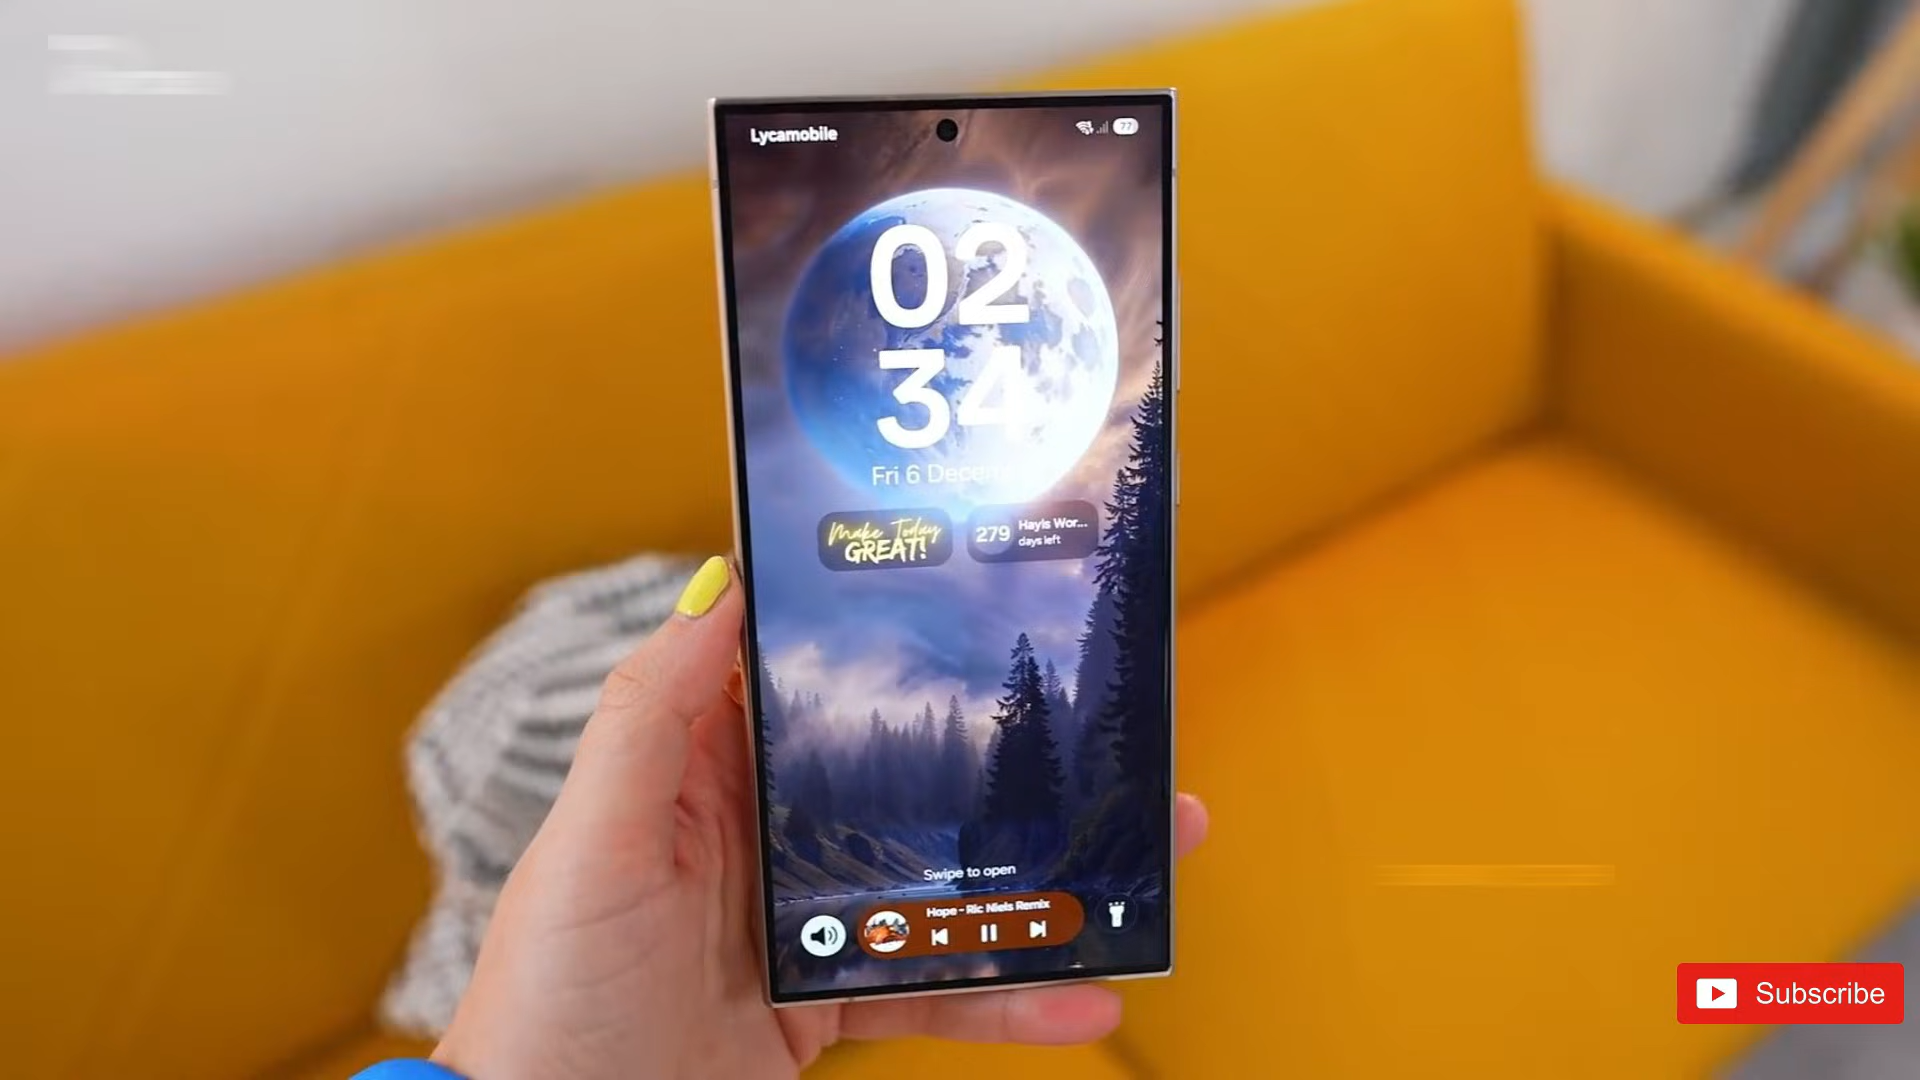 Lycamobile
77
02
34
Fri 6 Decem
Make Today
GREAT!
279
Hayls Wor...
days left
Swipe to open
Hope - Ric Niels Remix
Subscribe